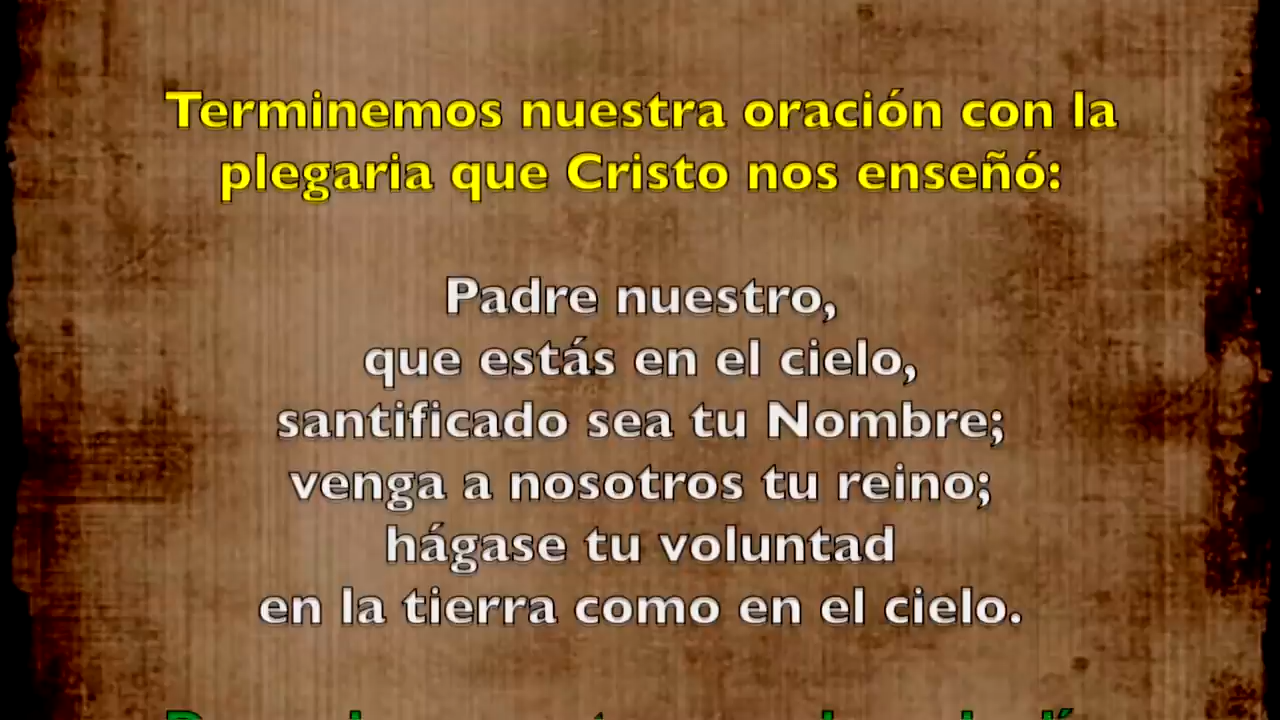 Terminemos nuestra oración con la
plegaria que Cristo nos enseñó:
Padre nuestro,
que estás en el cielo,
santificado sea tu Nombre;
venga a nosotros tu reino;
hágase tu voluntad
en la tierra como en el cielo.